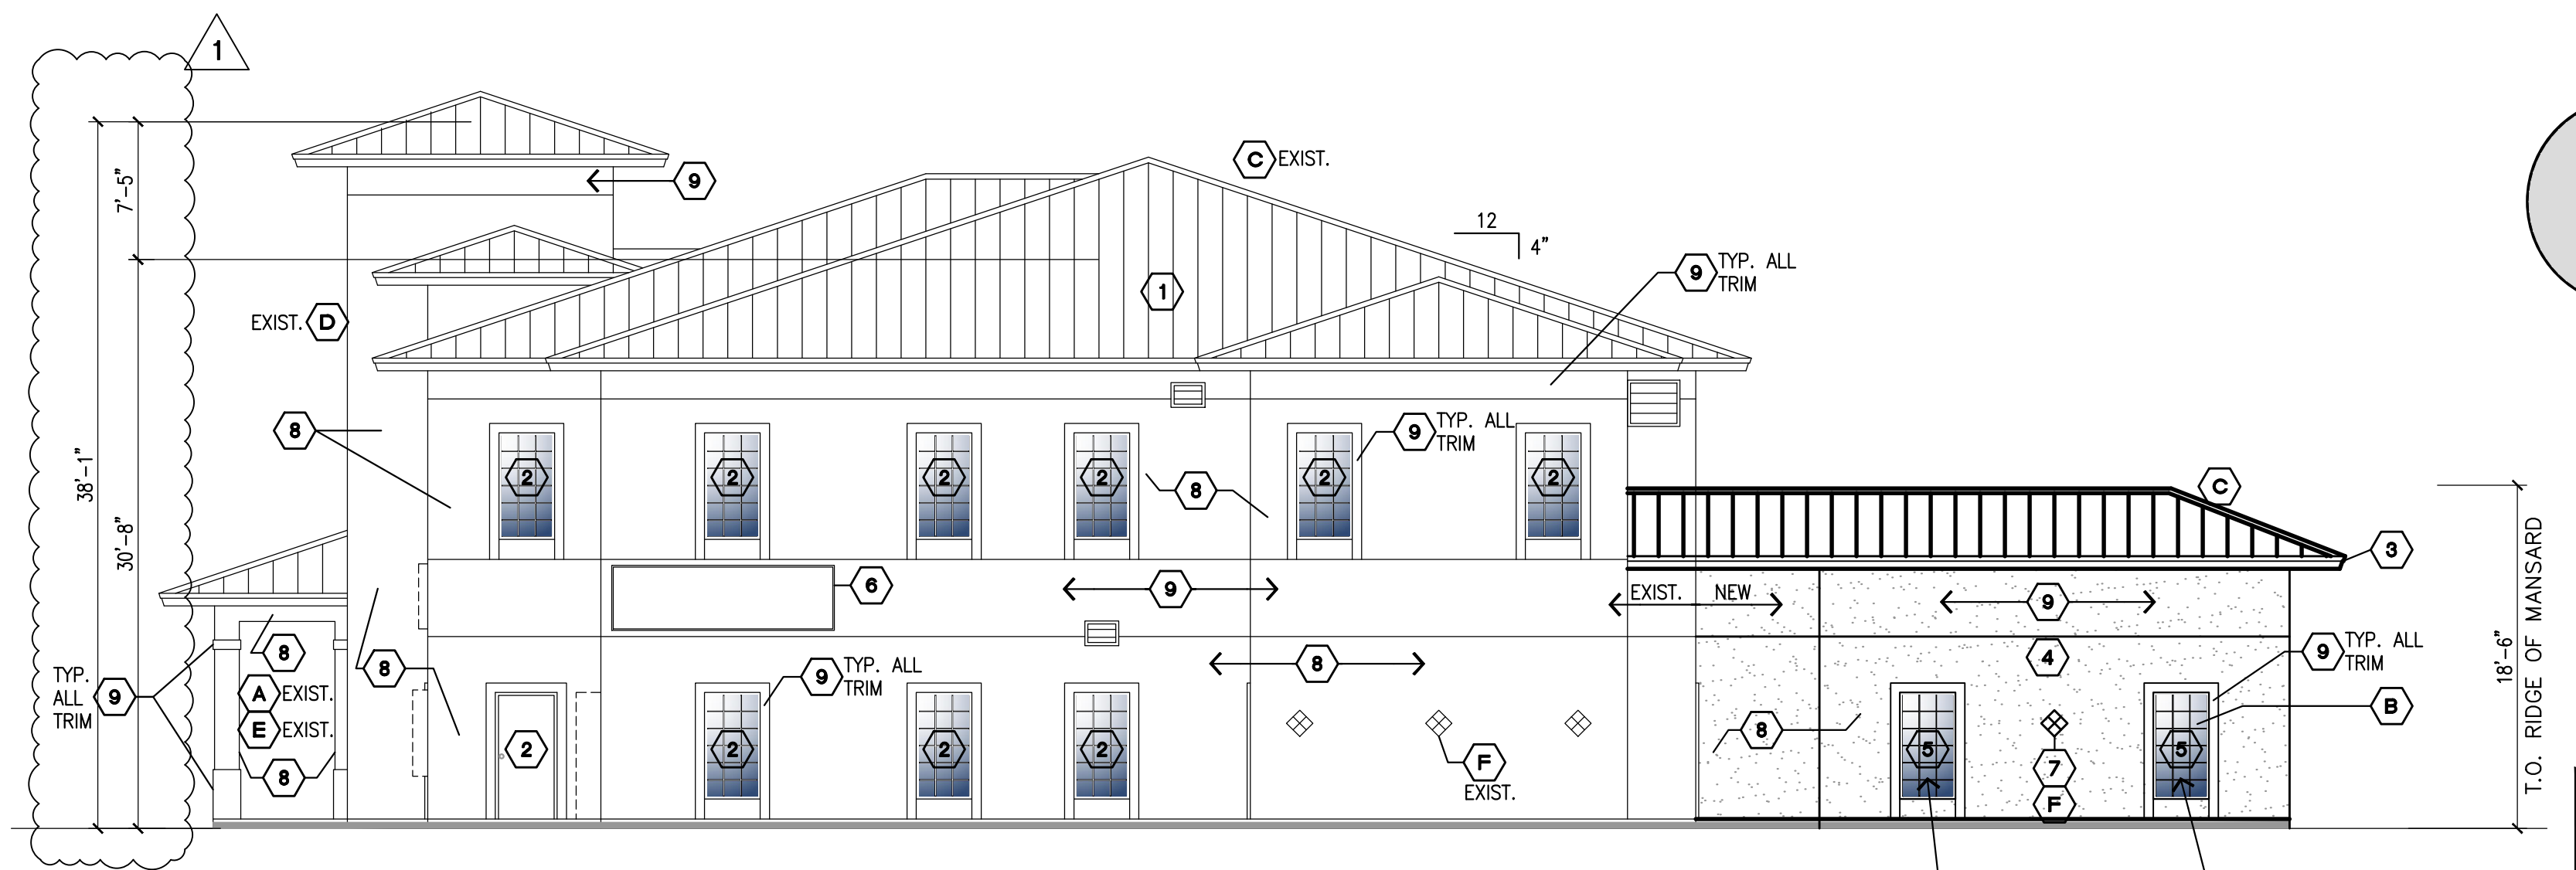 1
9
C EXIST.
7'-5"
12
4"
9 TYP. ALL
TRIM
1
EXIST. D
8
9 TYP. ALL
TRIM
38'-1"
2
2
2
2
8
2
2
C
30'-8"
3
6
9
EXIST. NEW
9
18'-6"
T.O. RIDGE OF MANSARD
8
8
9 TYP. ALL
TRIM
8
4
9 TYP. ALL
TRIM
TYP.
ALL
TRIM
9
A EXIST.
E EXIST.
8
2
2
2
2
F
EXIST.
8
5
7
F
5
B